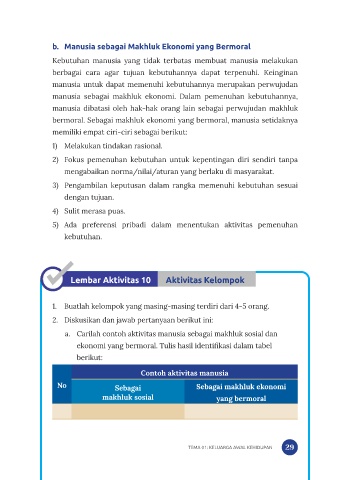 b. Manusia sebagai Makhluk Ekonomi yang Bermoral
Kebutuhan manusia yang tidak terbatas membuat manusia melakukan
berbagai cara agar tujuan kebutuhannya dapat terpenuhi. Keinginan
manusia untuk dapat memenuhi kebutuhannya merupakan perwujudan
manusia sebagai makhluk ekonomi. Dalam pemenuhan kebutuhannya,
manusia dibatasi oleh hak-hak orang lain sebagai perwujudan makhluk
bermoral. Sebagai makhluk ekonomi yang bermoral, manusia setidaknya
memiliki empat ciri-ciri sebagai berikut:
1) Melakukan tindakan rasional.
2) Fokus pemenuhan kebutuhan untuk kepentingan diri sendiri tanpa
mengabaikan norma/nilai/aturan yang berlaku di masyarakat.
3) Pengambilan keputusan dalam rangka memenuhi kebutuhan sesuai
dengan tujuan.
4) Sulit merasa puas.
5) Ada preferensi pribadi dalam menentukan aktivitas pemenuhan
kebutuhan.
Lembar Aktivitas 10 Aktivitas Kelompok
1. Buatlah kelompok yang masing-masing terdiri dari 4-5 orang.
2. Diskusikan dan jawab pertanyaan berikut ini:
a. Carilah contoh aktivitas manusia sebagai makhluk sosial dan
ekonomi yang bermoral. Tulis hasil identifikasi dalam tabel
berikut:
Contoh aktivitas manusia
No Sebagai Sebagai makhluk ekonomi
makhluk sosial yang bermoral
TEMA 01: KELUARGA AWAL KEHIDUPAN 29